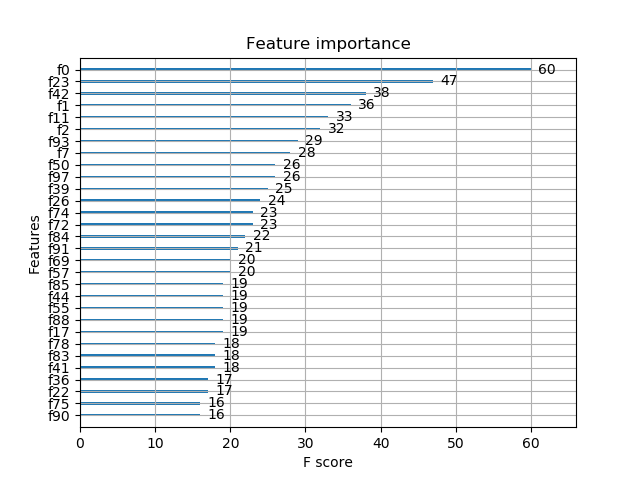 Feature importance
f0 60
f23 47
f42 38
f1 36
f11 33
f2 32
f93 29
f7 28
f50 26
f97 26
f39 25
f26 24
f74 23
f72 23
f84 22
f91 21
f69 20
f57 20
f85 19
f44 19
f55 19
f88 19
f17 19
f78 18
f83 18
f41 18
f36 17
f22 17
f75 16
f90 16
Features
0 10 20 30 40 50 60
F score